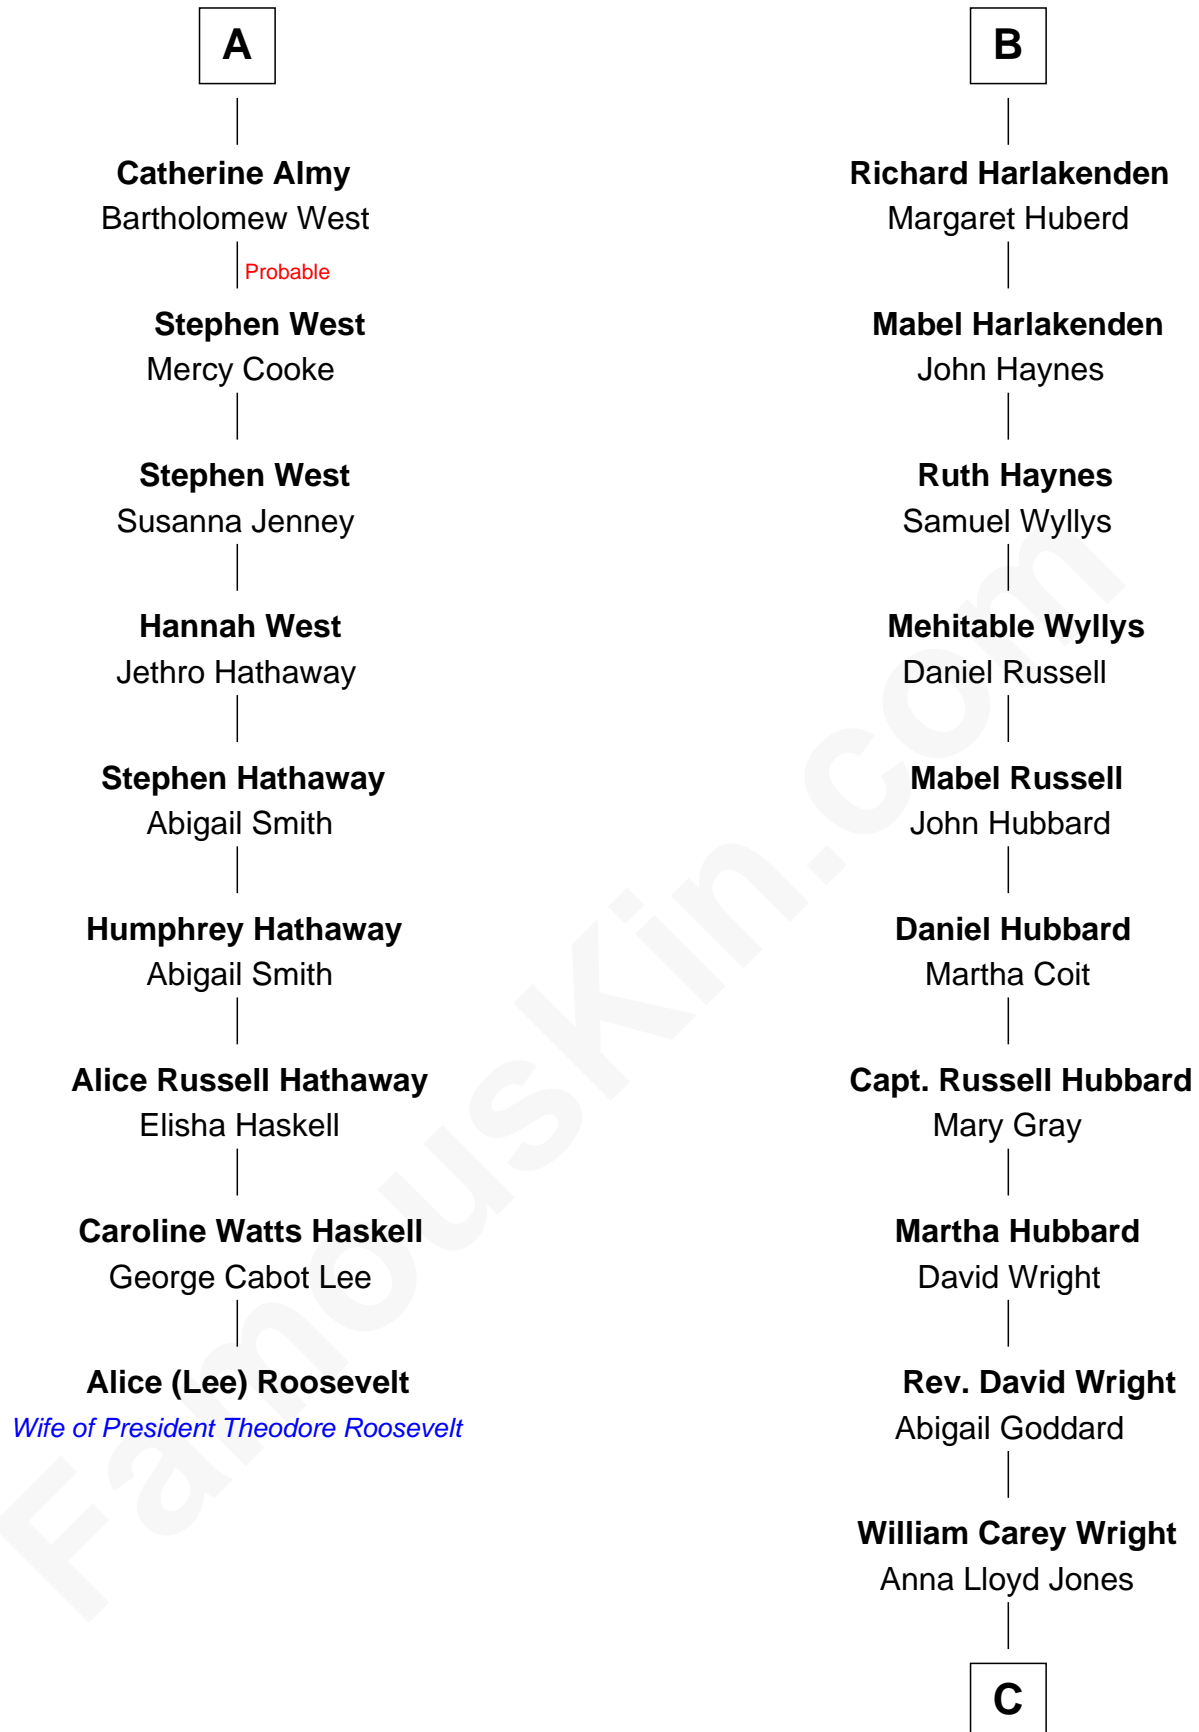 A
Catherine Almy
Bartholomew West
Probable
Stephen West
Mercy Cooke
Stephen West
Susanna Jenney
Hannah West
Jethro Hathaway
Stephen Hathaway
Abigail Smith
Humphrey Hathaway
Abigail Smith
Alice Russell Hathaway
Elisha Haskell
Caroline Watts Haskell
George Cabot Lee
Alice (Lee) Roosevelt
Wife of President Theodore Roosevelt
B
Richard Harlakenden
Margaret Huberd
Mabel Harlakenden
John Haynes
Ruth Haynes
Samuel Wyllys
Mehitable Wyllys
Daniel Russell
Mabel Russell
John Hubbard
Daniel Hubbard
Martha Coit
Capt. Russell Hubbard
Mary Gray
Martha Hubbard
David Wright
Rev. David Wright
Abigail Goddard
William Carey Wright
Anna Lloyd Jones
C
FamousKin.com